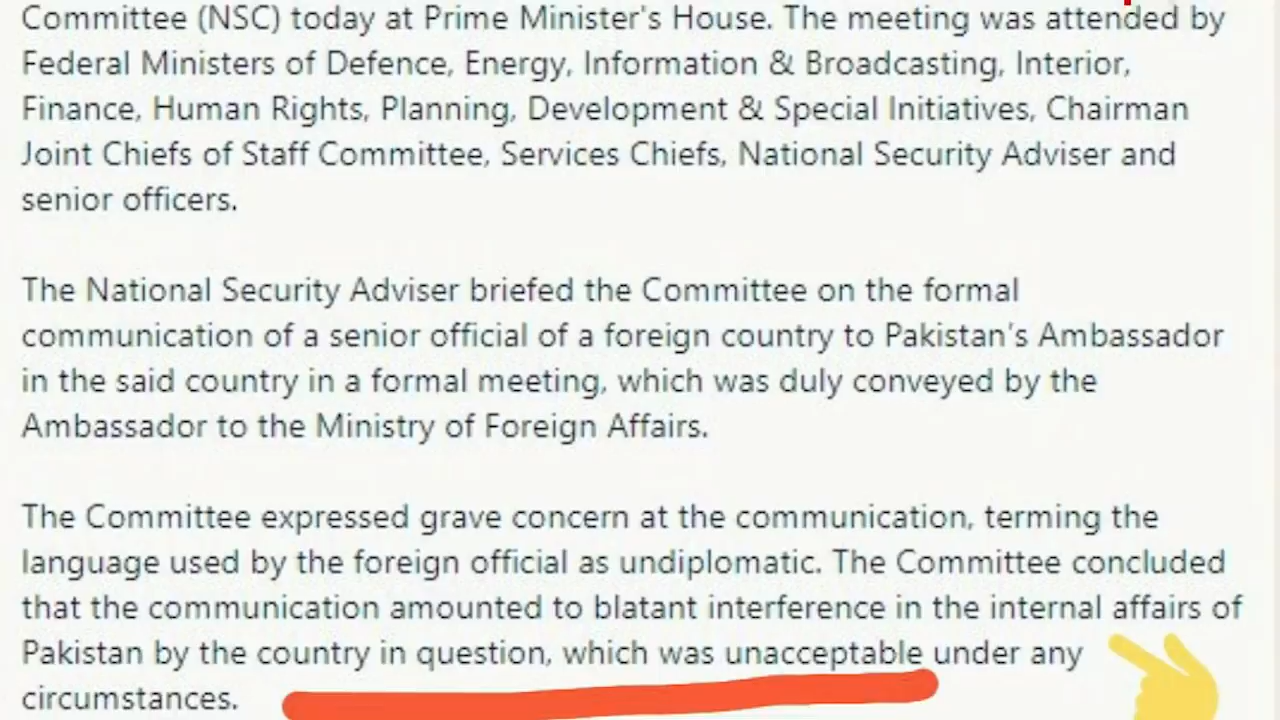 Committee (NSC) today at Prime Minister's House. The meeting was attended by
Federal Ministers of Defence, Energy, Information & Broadcasting, Interior,
Finance, Human Rights, Planning, Development & Special Initiatives, Chairman
Joint Chiefs of Staff Committee, Services Chiefs, National Security Adviser and
senior officers.
The National Security Adviser briefed the Committee on the formal
communication of a senior official of a foreign country to Pakistan's Ambassador
in the said country in a formal meeting, which was duly conveyed by the
Ambassador to the Ministry of Foreign Affairs.
The Committee expressed grave concern at the communication, terming the
language used by the foreign official as undiplomatic. The Committee concluded
that the communication amounted to blatant interference in the internal affairs of
Pakistan by the country in question, which was unacceptable under any
circumstances.